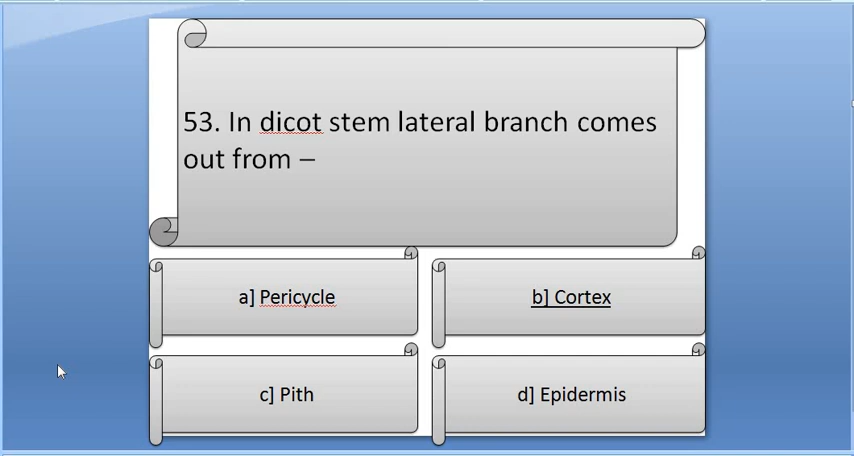 53. In dicot stem lateral branch comes
out from –
a] Pericycle
b] Cortex
c] Pith
d] Epidermis